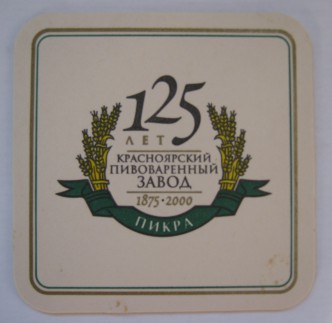 125
ЛЕТ
КРАСНОЯРСКИЙ
ПИВОВАРЕННЫЙ
ЗАВОД
1875·2000
ПИКРА